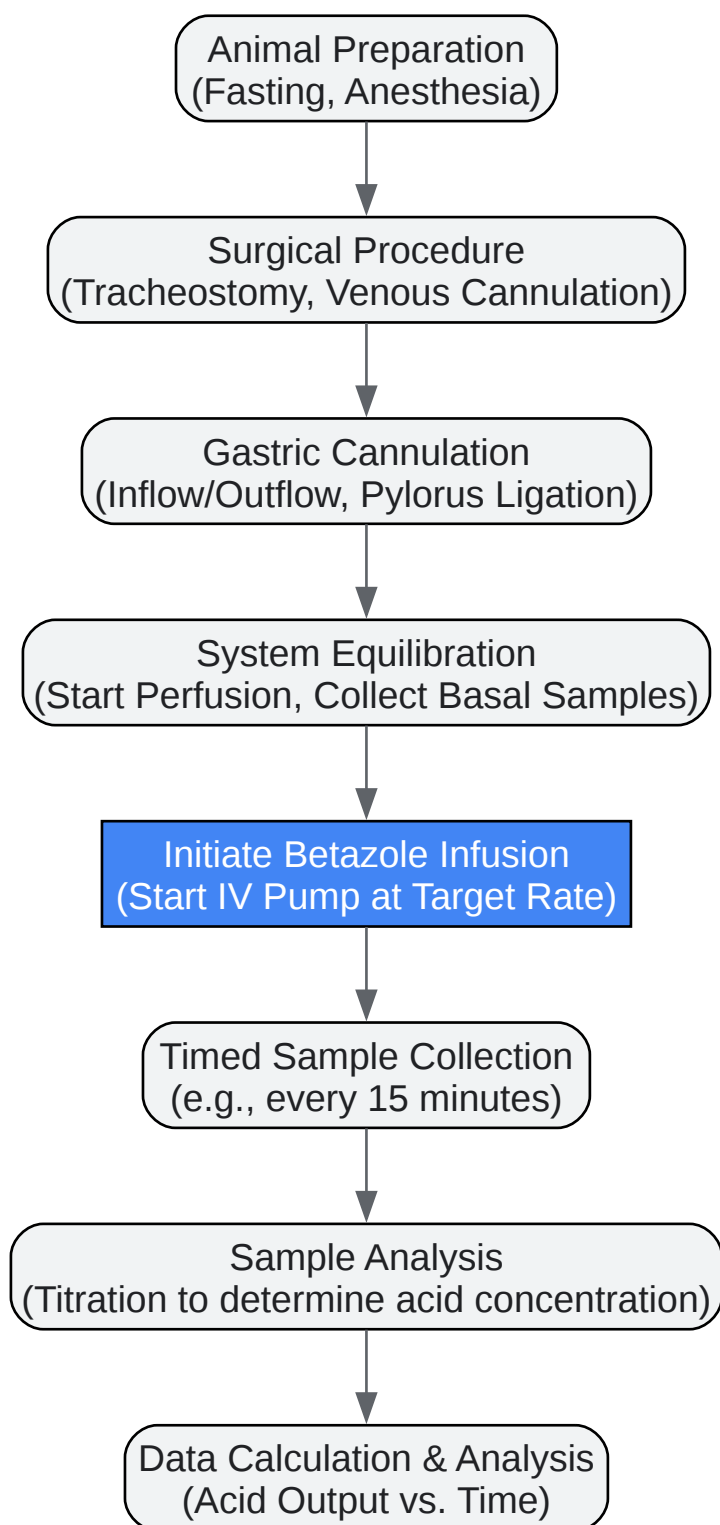 Animal Preparation
(Fasting, Anesthesia)
Surgical Procedure
(Tracheostomy, Venous Cannulation)
Gastric Cannulation
(Inflow/Outflow, Pylorus Ligation)
System Equilibration
(Start Perfusion, Collect Basal Samples)
Initiate Betazole Infusion
(Start IV Pump at Target Rate)
Timed Sample Collection
(e.g., every 15 minutes)
Sample Analysis
(Titration to determine acid concentration)
Data Calculation & Analysis
(Acid Output vs. Time)